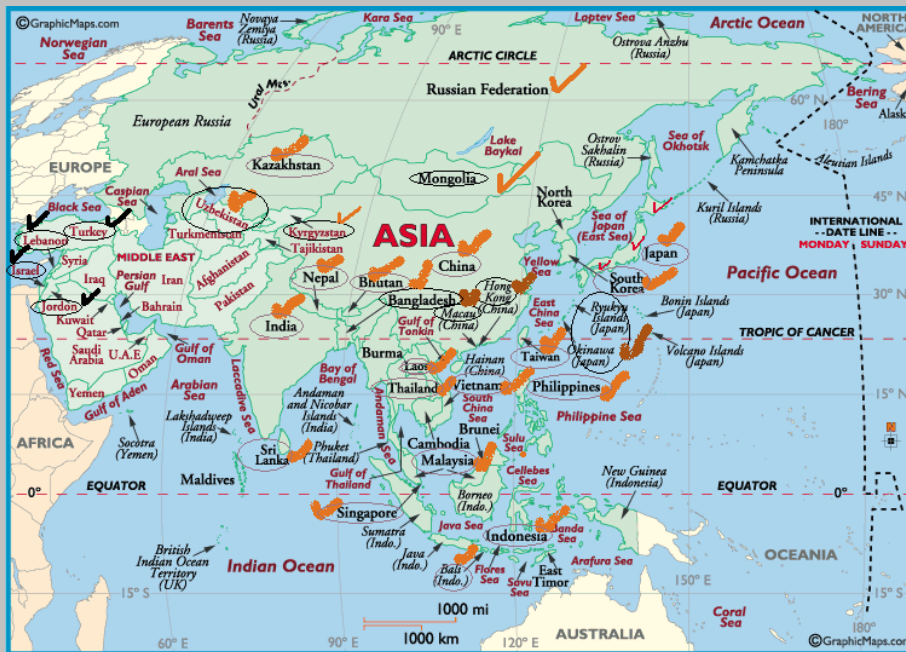 ©GraphicMaps.com
Barents
Sea
Novaya
Zemlya
(Russia)
Kara Sea
90°E
Laptev Sea
Arctic Ocean
NORTH
AMERICA
Norwegian
Sea
Ostrova Anzhu
(Russia)
ARCTIC CIRCLE
Ural Mts.
Russian Federation
Bering
Sea
60°N
Alask
180°
European Russia
Lake
Baykal
Ostrov
Sakhalin
(Russia)
Sea of
Okhotsk
Kamchatka
Peninsula
Aleutian Islands
EUROPE
Aral Sea
Kazakhstan
Mongolia
North
Korea
45°N
Caspian
Sea
Black Sea
Uzbekistan
Turkmenistan
Kyrgyzstan
Tajikistan
ASIA
Sea of
Japan
(East Sea)
Kuril Islands
(Russia)
INTERNATIONAL
--DATE LINE--
MONDAY
SUNDAY
Turkey
Lebanon
Syria
Israel
MIDDLE EAST
Iraq
Iran
Persian
Gulf
Afghanistan
Pakistan
Nepal
Bhutan
China
Yellow
Sea
South
Korea
Japan
Pacific Ocean
Jordon
Kuwait
Qatar
Bahrain
India
Bangladesh
Macau
(China)
Hong
Kong
(China)
Ryukyu
Islands
(Japan)
Okinawa
(Japan)
Bonin Islands
(Japan)
30°N
East
China
Sea
Gulf of
Tonkin
TROPIC OF CANCER
Volcano Islands
(Japan)
Saudi
Arabia
U.A.E
Oman
Gulf of
Oman
Red Sea
Yemen
Gulf of Aden
Arabian
Sea
Laccadive Sea
Burma
Bay of
Bengal
Laos
Hainan
(China)
Taiwan
Thailand
Vietnam
Philippines
15°N
Philippine Sea
South
China
Sea
Lakshadweep
Islands
(India)
Andaman
and Nicobar
Islands
(India)
Andaman Sea
AFRICA
Socotra
(Yemen)
Maldives
Sri
Lanka
Phuket
(Thailand)
Gulf of
Thailand
Cambodia
Malaysia
Brunei
Sulu
Sea
Cellebes
Sea
New Guinea
(Indonesia)
0°
EQUATOR
Borneo
(Indo.)
EQUATOR
0°
Singapore
Sumatra
(Indo.)
Java Sea
Indonesia
Banda
Sea
British
Indian Ocean
Territory
(UK)
Indian Ocean
Java
(Indo.)
Bali
(Indo.)
Flores
Sea
Savu
Sea
East
Timor
Arafura Sea
OCEANIA
15°S
150°E
15°S
1000 mi
1000 km
60°E
90°E
120°E
AUSTRALIA
Coral
Sea
©GraphicMaps.com